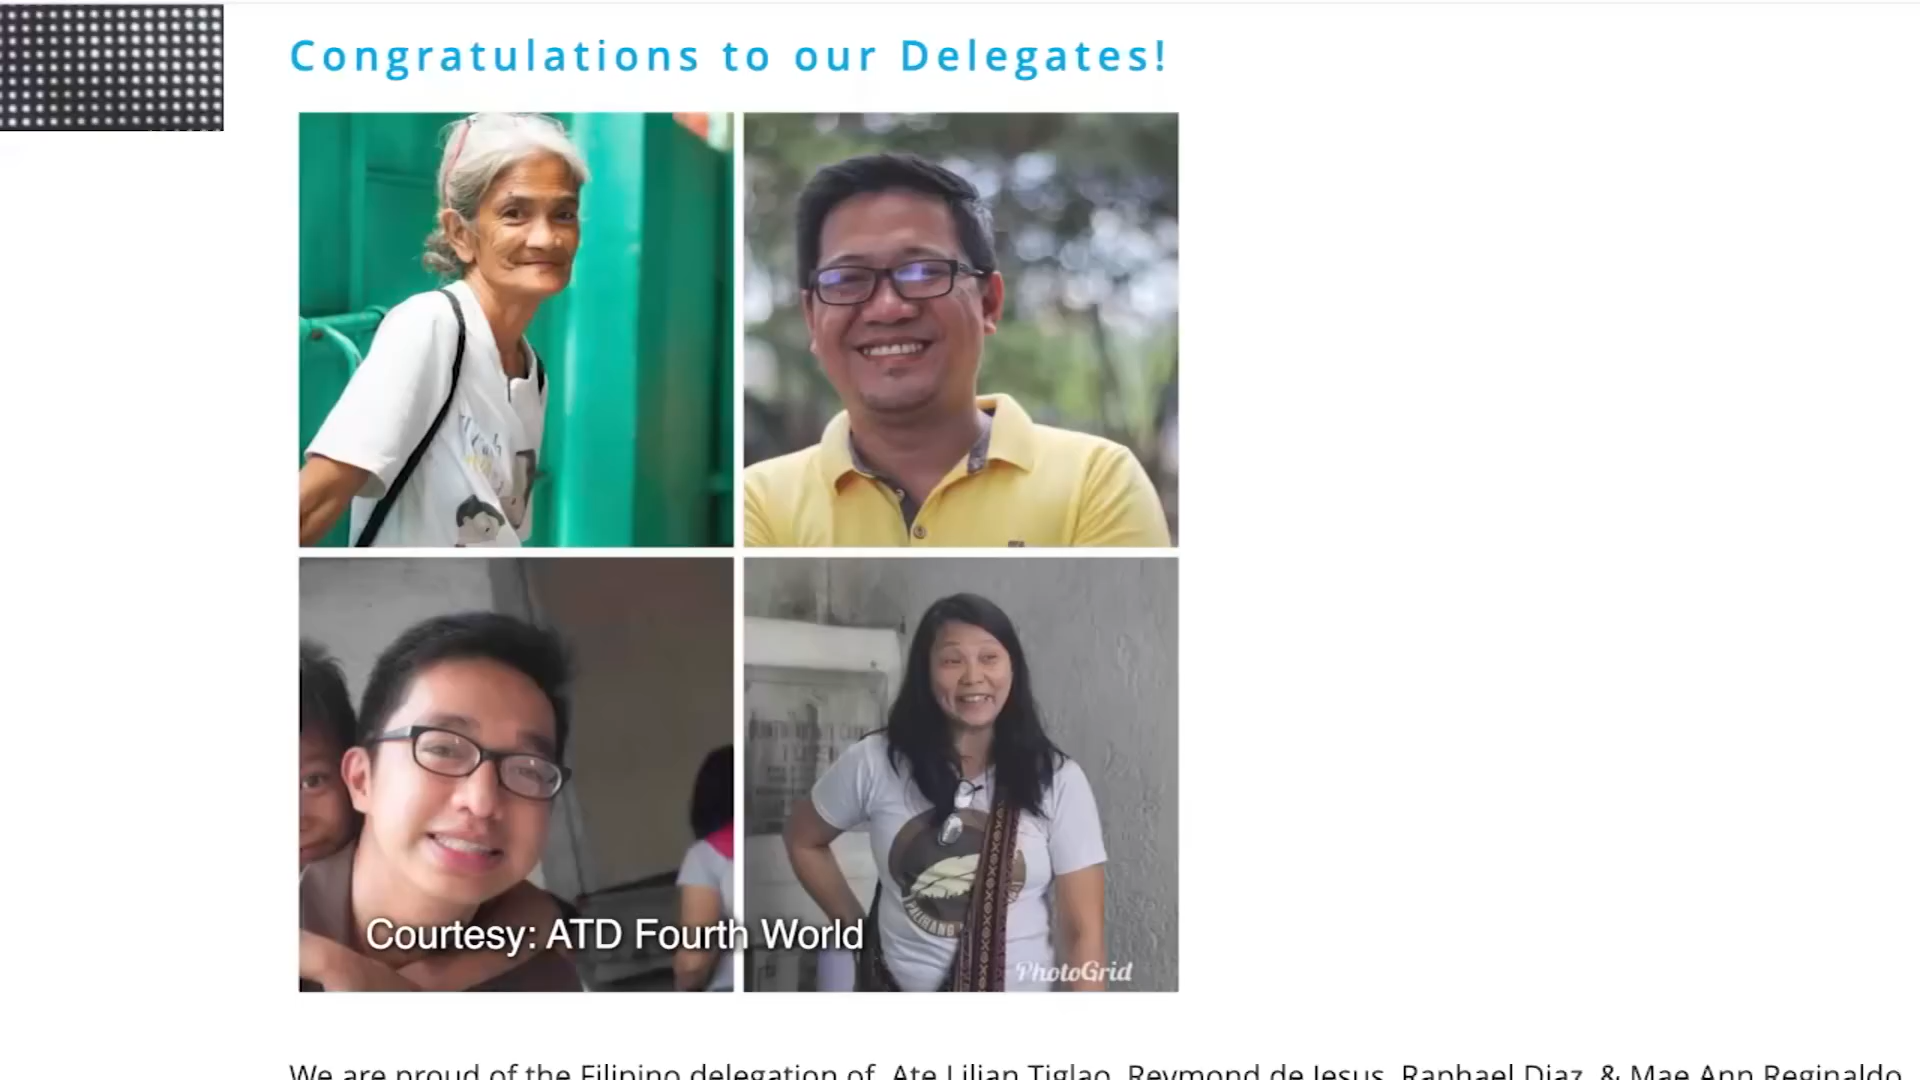 Congratulations to our Delegates!
Courtesy: ATD Fourth World
PhotoGrid
We are proud of the Filipino delegation of Ate Lilian Tiglao, Reymond de Jesus, Raphael Diaz, & Mae Ann Reginaldo